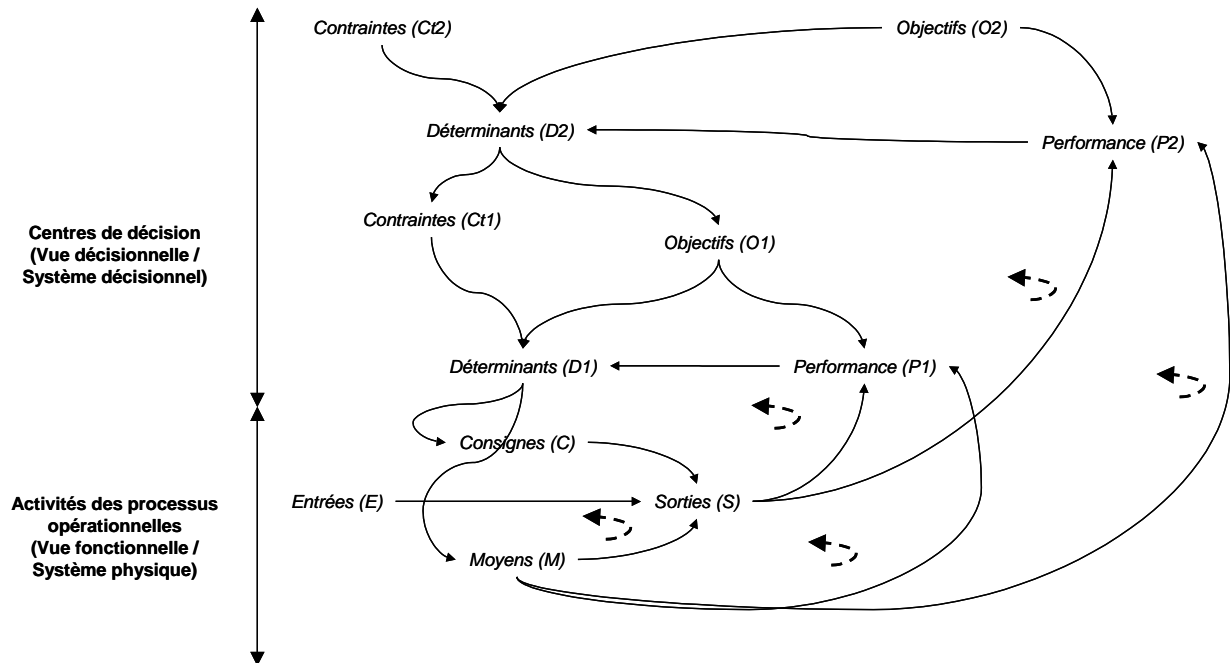 Contraintes (Ct2)
Objectifs (O2)
Déterminants (D2)
Performance (P2)
Contraintes (Ct1)
Objectifs (O1)
Centres de décision
(Vue décisionnelle /
Système décisionnel)
Déterminants (D1)
Performance (P1)
Consignes (C)
Entrées (E)
Sorties (S)
Moyens (M)
Activités des processus
opérationnelles
(Vue fonctionnelle /
Système physique)